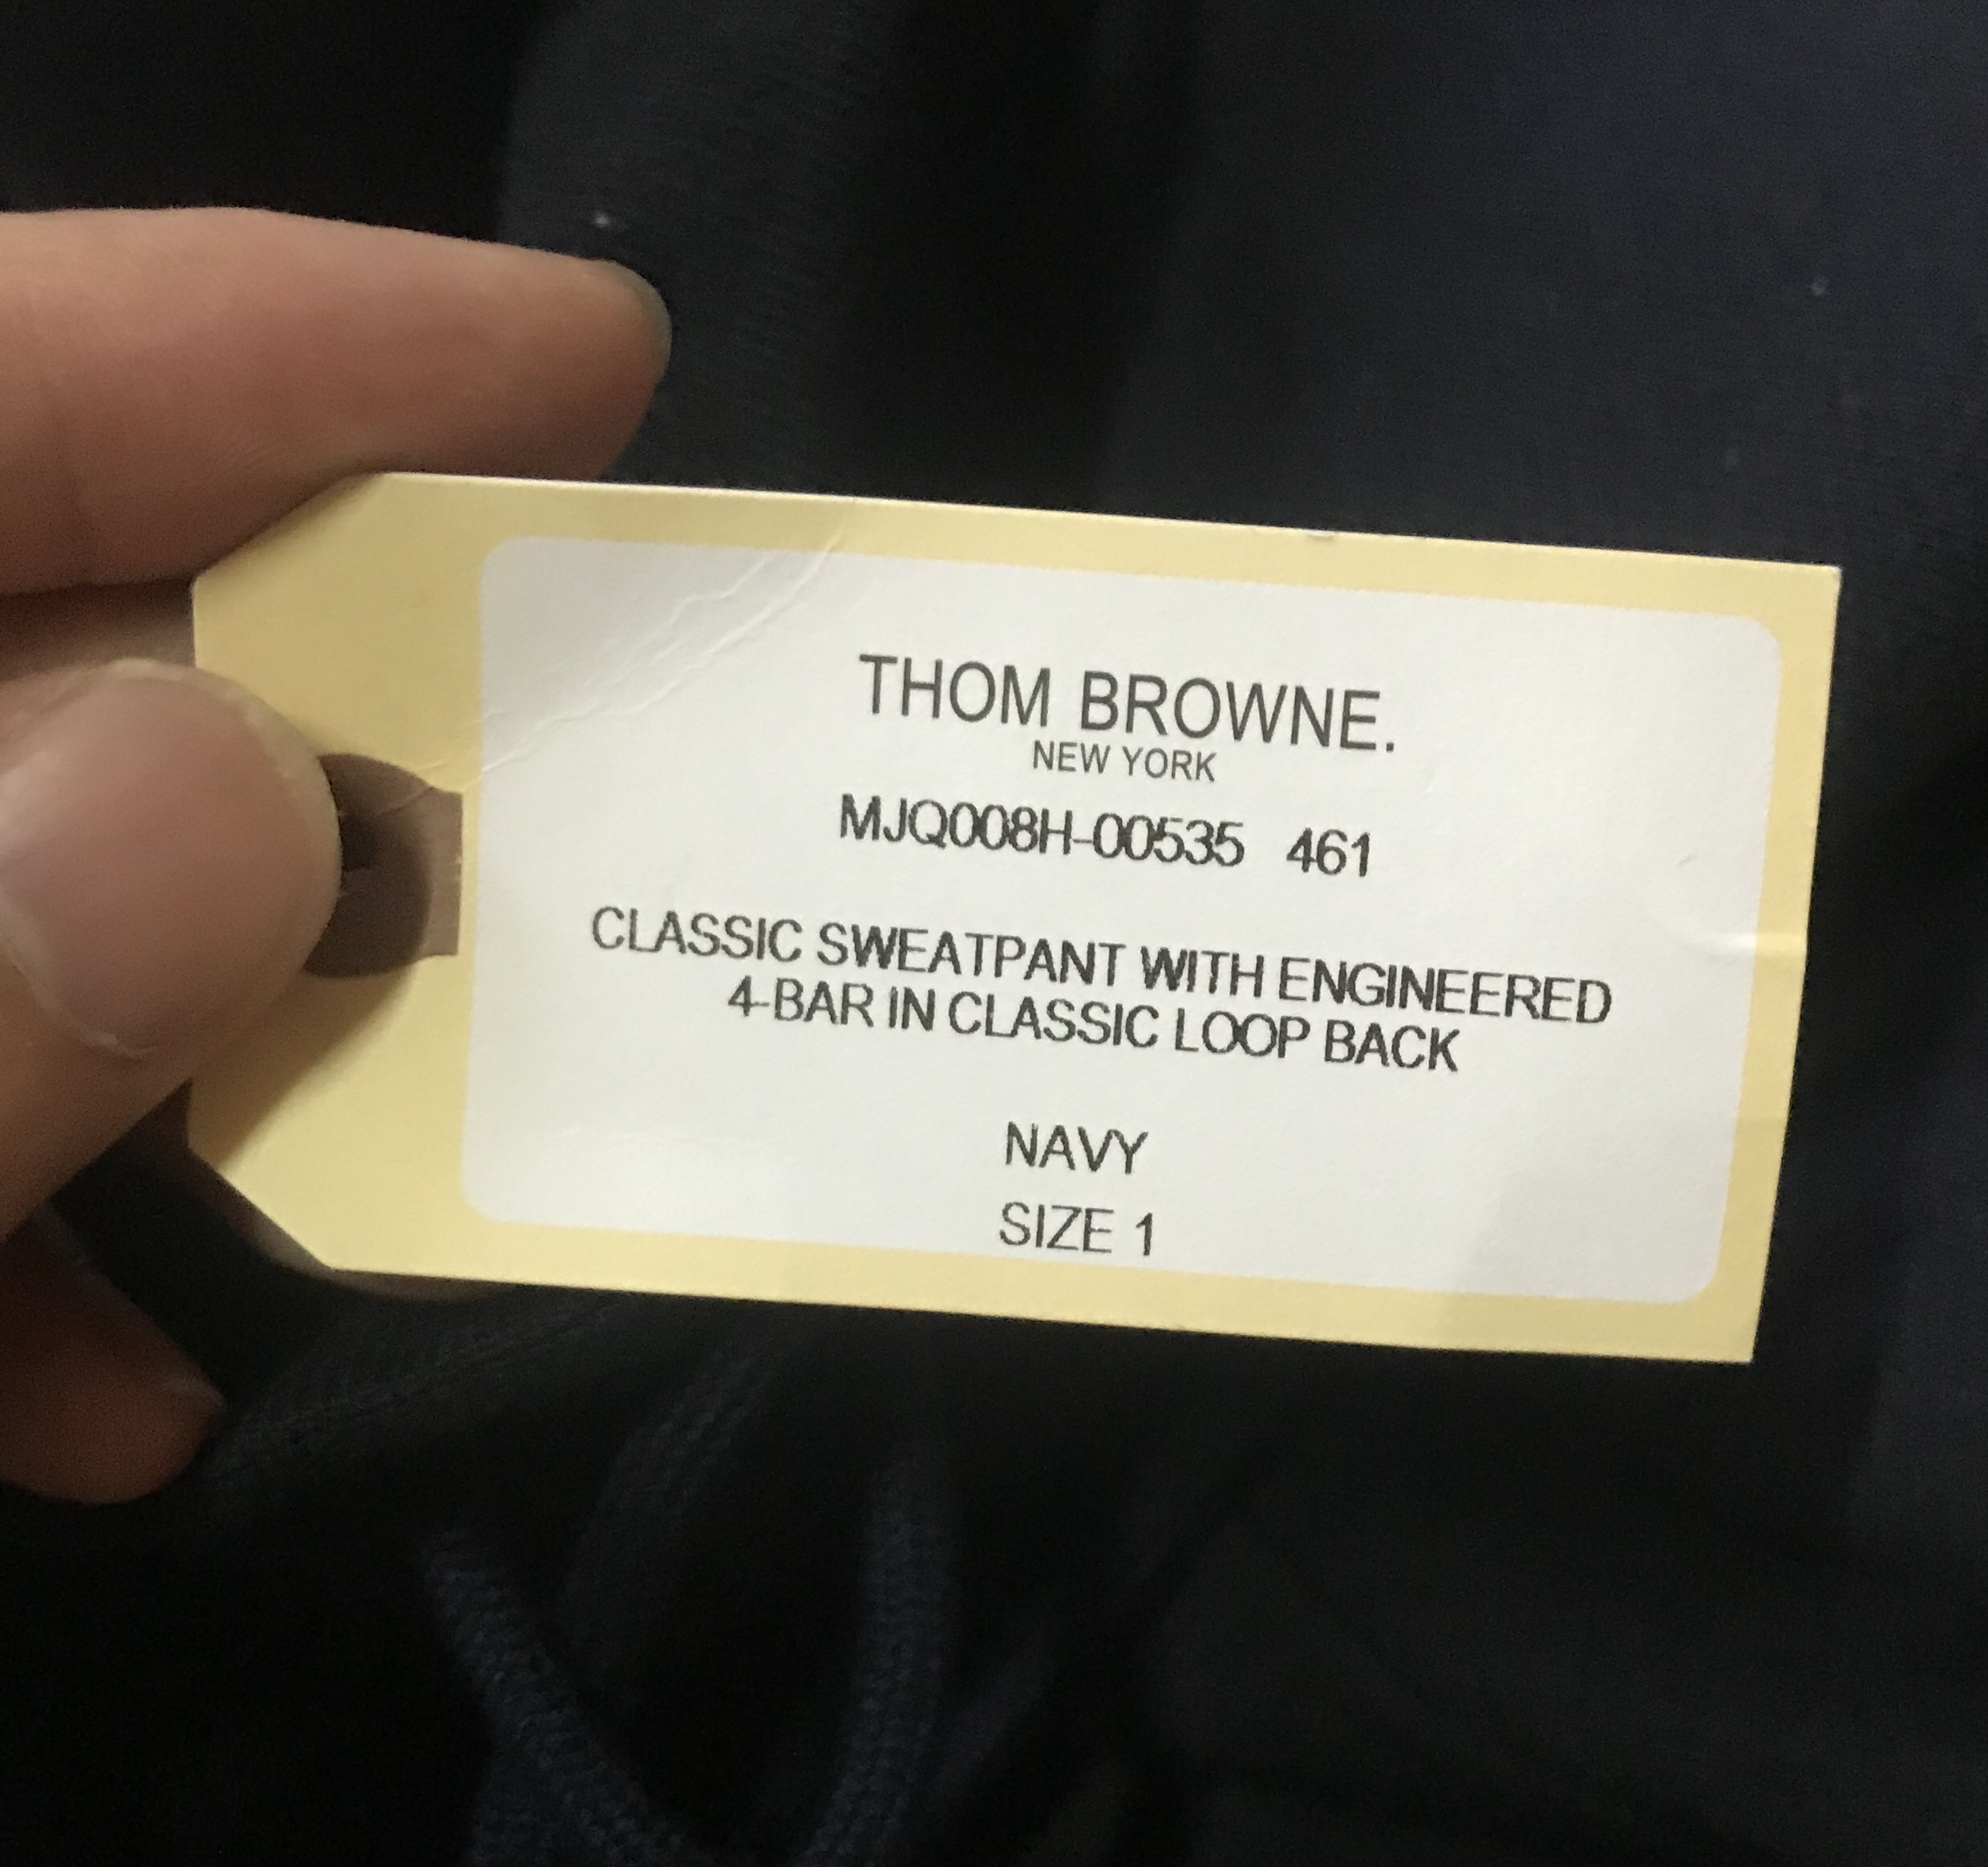 THOM BROWNE.
NEW YORK
MJQ008H-00535 461
CLASSIC SWEATPANT WITH ENGINEERED
4-BAR IN CLASSIC LOOP BACK
NAVY
SIZE 1